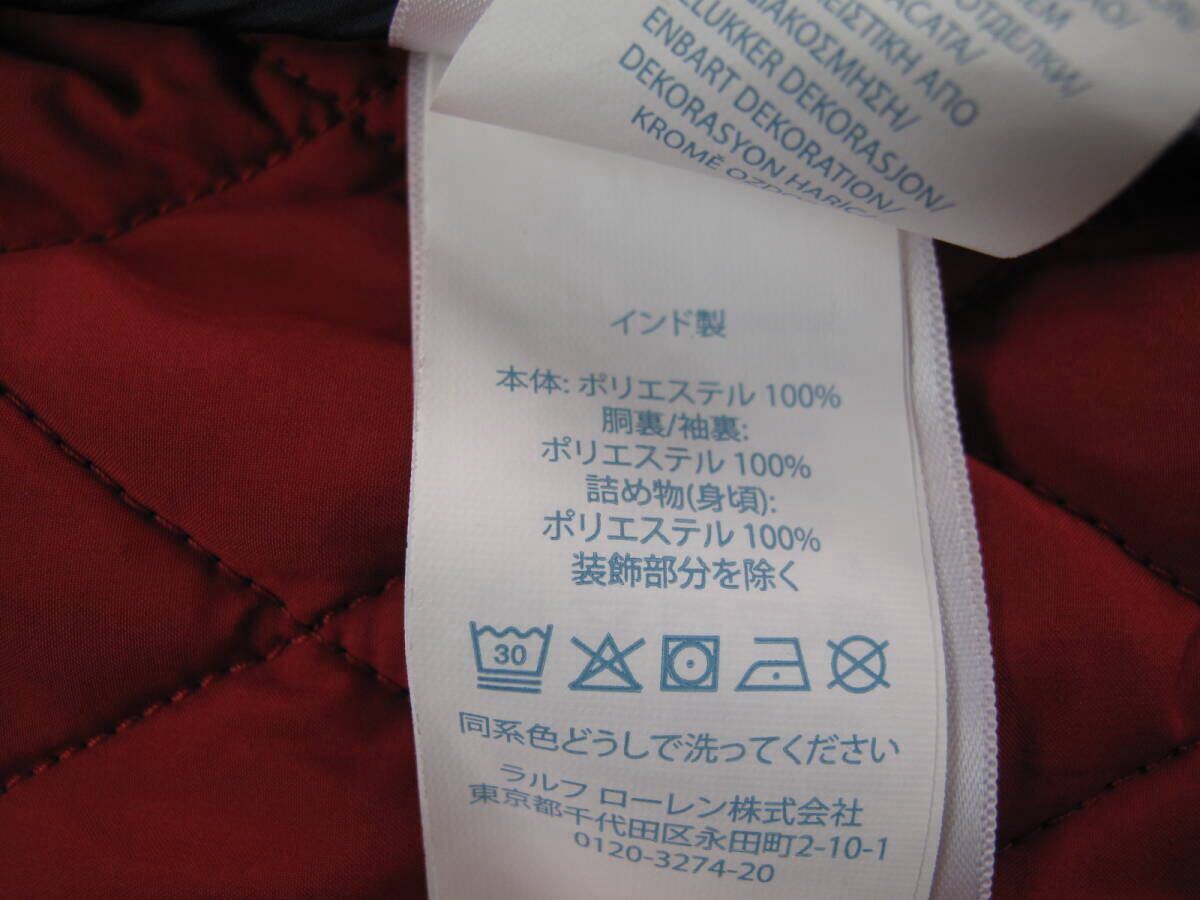 ΔΙΑΚΟΣΜΗΣΗ/
ΑΠΟ
DEKORASJON/
ENBART DEKORATION/
DEKORASYON HARİÇ/
インド製
本体: ポリエステル 100%
胴裏/袖裏:
ポリエステル 100%
詰め物(身頃):
ポリエステル 100%
装飾部分を除く
30
同系色どうしで洗ってください
ラルフ ローレン株式会社
東京都千代田区永田町2-10-1
0120-3274-20